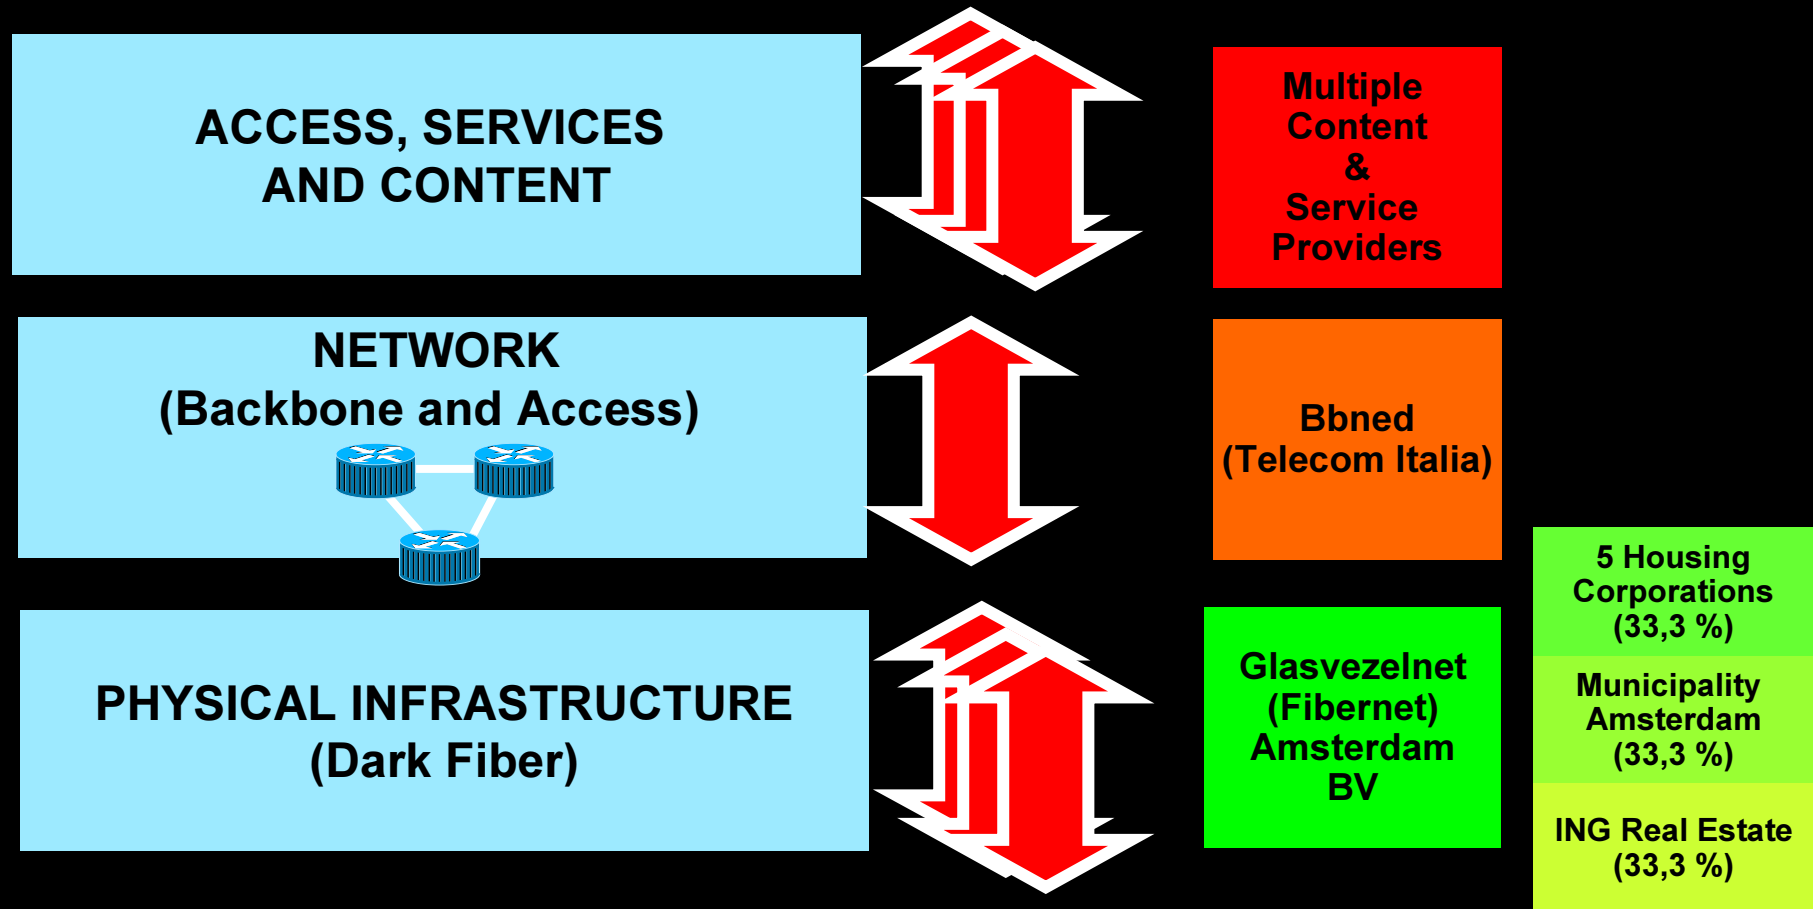 ACCESS, SERVICES
AND CONTENT
Multiple
Content
&
Service
Providers
NETWORK
(Backbone and Access)
Bbned
(Telecom Italia)
PHYSICAL INFRASTRUCTURE
(Dark Fiber)
Glasvezelnet
(Fibernet)
Amsterdam
BV
5 Housing
Corporations
(33,3 %)
Municipality
Amsterdam
(33,3 %)
ING Real Estate
(33,3 %)